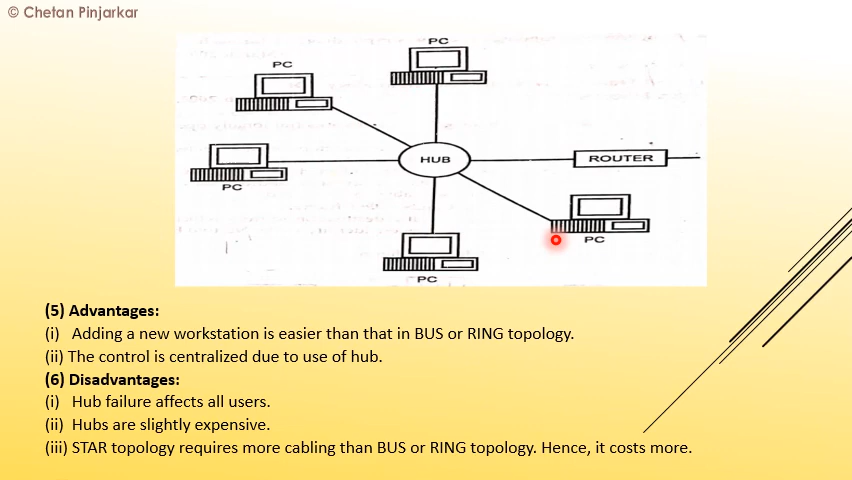 © Chetan Pinjarkar
PC
PC
HUB
ROUTER
PC
PC
PC
(5) Advantages:
(i) Adding a new workstation is easier than that in BUS or RING topology.
(ii) The control is centralized due to use of hub.
(6) Disadvantages:
(i) Hub failure affects all users.
(ii) Hubs are slightly expensive.
(iii) STAR topology requires more cabling than BUS or RING topology. Hence, it costs more.